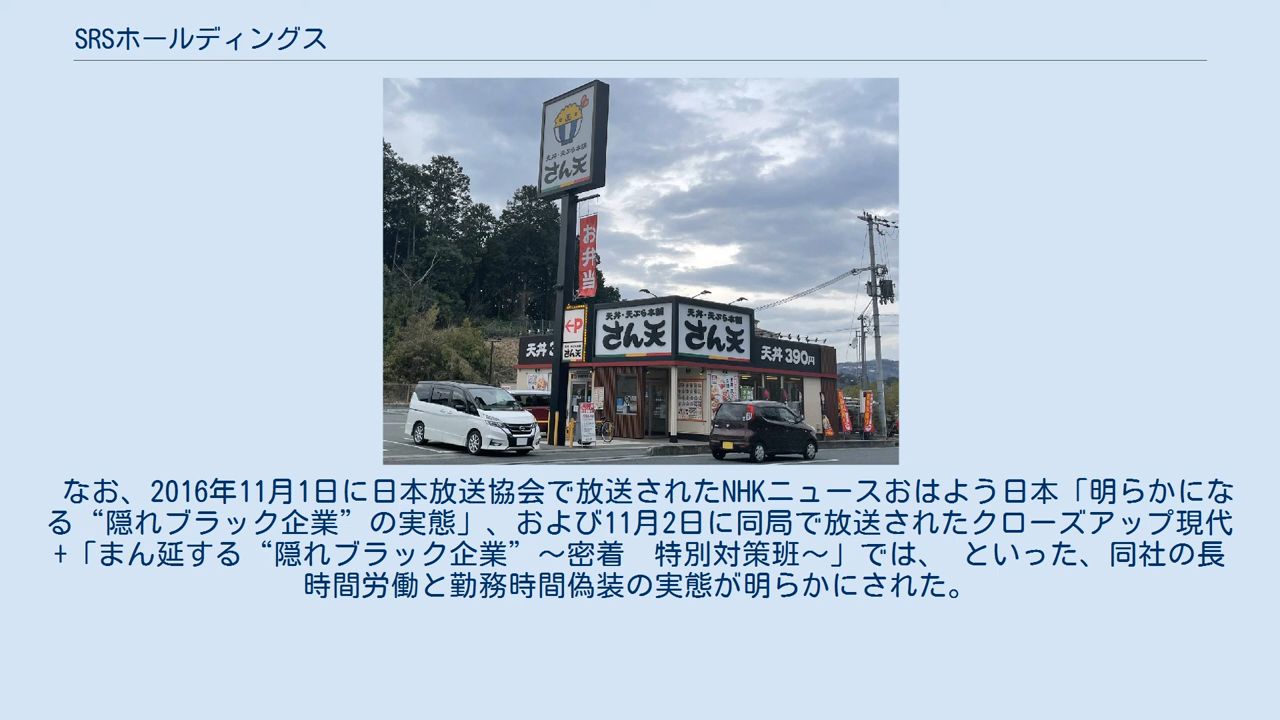 SRSホールディングス
天丼・天ぷら本舗
さん天
お弁当
P
天丼・天ぷら本舗
さん天
天丼・天ぷら本舗
さん天
さん天
天丼 3
天丼 390円
なお、2016年11月1日に日本放送協会で放送されたNHKニュースおはよう日本「明らかにな
る“隠れブラック企業”の実態」、および11月2日に同局で放送されたクローズアップ現代
+「まん延する“隠れブラック企業”～密着　特別対策班～」では、 といった、同社の長
時間労働と勤務時間偽装の実態が明らかにされた。